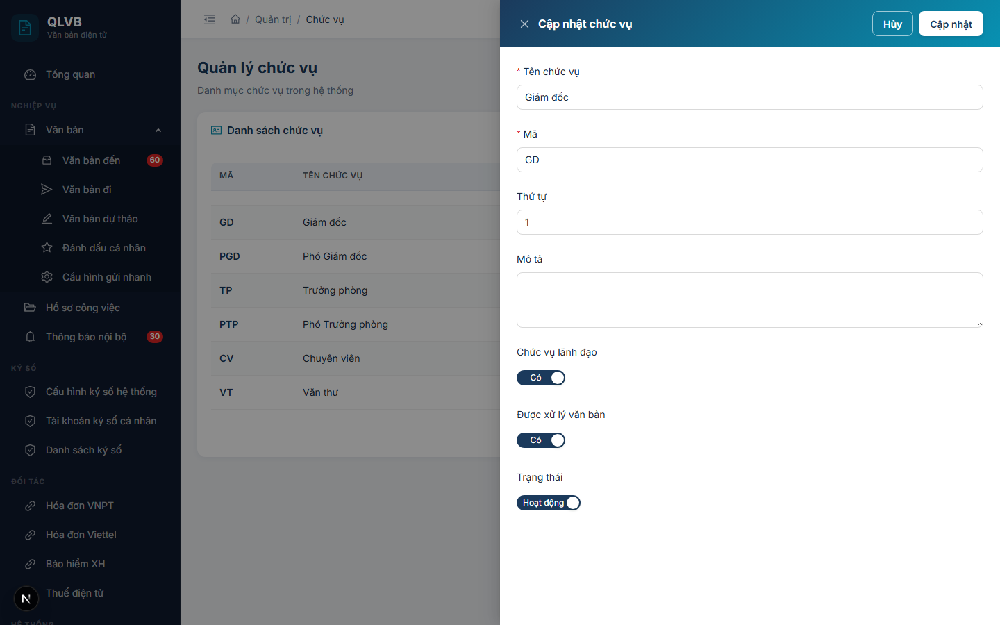 QLVB
Văn bản điện tử
Tổng quan
NGHIỆP VỤ
Văn bản
Văn bản đến 60
Văn bản đi
Văn bản dự thảo
Đánh dấu cá nhân
Cấu hình gửi nhanh
Hồ sơ công việc
Thông báo nội bộ 30
KÝ SỐ
Cấu hình ký số hệ thống
Tài khoản ký số cá nhân
Danh sách ký số
ĐỐI TÁC
Hóa đơn VNPT
Hóa đơn Viettel
Bảo hiểm XH
Thuế điện tử
N
HỆ THỐNG
/ Quản trị / Chức vụ
Quản lý chức vụ
Danh mục chức vụ trong hệ thống
Danh sách chức vụ
MÃ TÊN CHỨC VỤ
GD Giám đốc
PGD Phó Giám đốc
TP Trưởng phòng
PTP Phó Trưởng phòng
CV Chuyên viên
VT Văn thư
Cập nhật chức vụ
Hủy
Cập nhật
* Tên chức vụ
Giám đốc
* Mã
GD
Thứ tự
1
Mô tả
Chức vụ lãnh đạo
Có
Được xử lý văn bản
Có
Trạng thái
Hoạt động